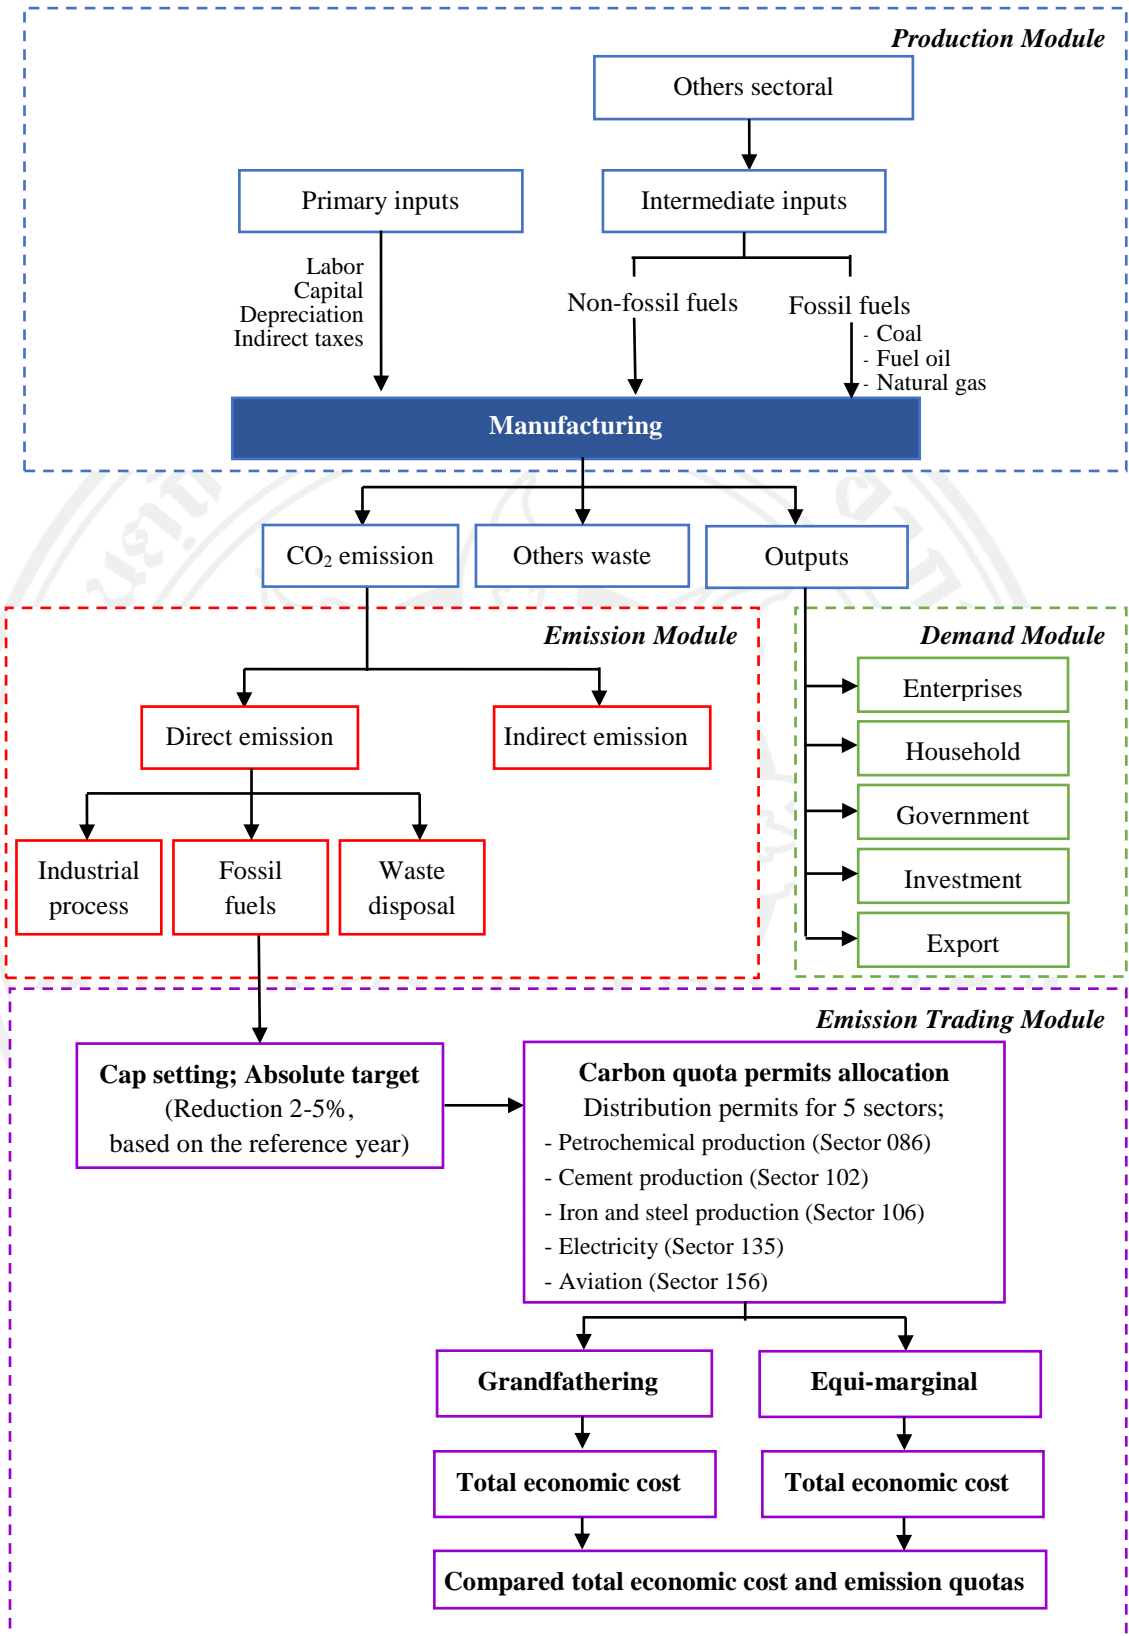 Production Module
Others sectoral
Primary inputs
Intermediate inputs
Labor
Capital
Depreciation
Indirect taxes
Non-fossil fuels
Fossil fuels
- Coal
- Fuel oil
- Natural gas
Manufacturing
CO₂ emission
Others waste
Outputs
Emission Module
Demand Module
Direct emission
Indirect emission
Industrial
process
Fossil
fuels
Waste
disposal
Enterprises
Household
Government
Investment
Export
Emission Trading Module
Cap setting; Absolute target
(Reduction 2-5%,
based on the reference year)
Carbon quota permits allocation
Distribution permits for 5 sectors;
- Petrochemical production (Sector 086)
- Cement production (Sector 102)
- Iron and steel production (Sector 106)
- Electricity (Sector 135)
- Aviation (Sector 156)
Grandfathering
Equi-marginal
Total economic cost
Total economic cost
Compared total economic cost and emission quotas